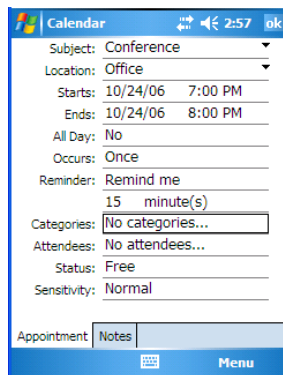 Calendar 2:57 ok
Subject: Conference
Location: Office
Starts: 10/24/06 7:00 PM
Ends: 10/24/06 8:00 PM
All Day: No
Occurs: Once
Reminder: Remind me
15 minute(s)
Categories: No categories...
Attendees: No attendees...
Status: Free
Sensitivity: Normal
Appointment Notes
Menu